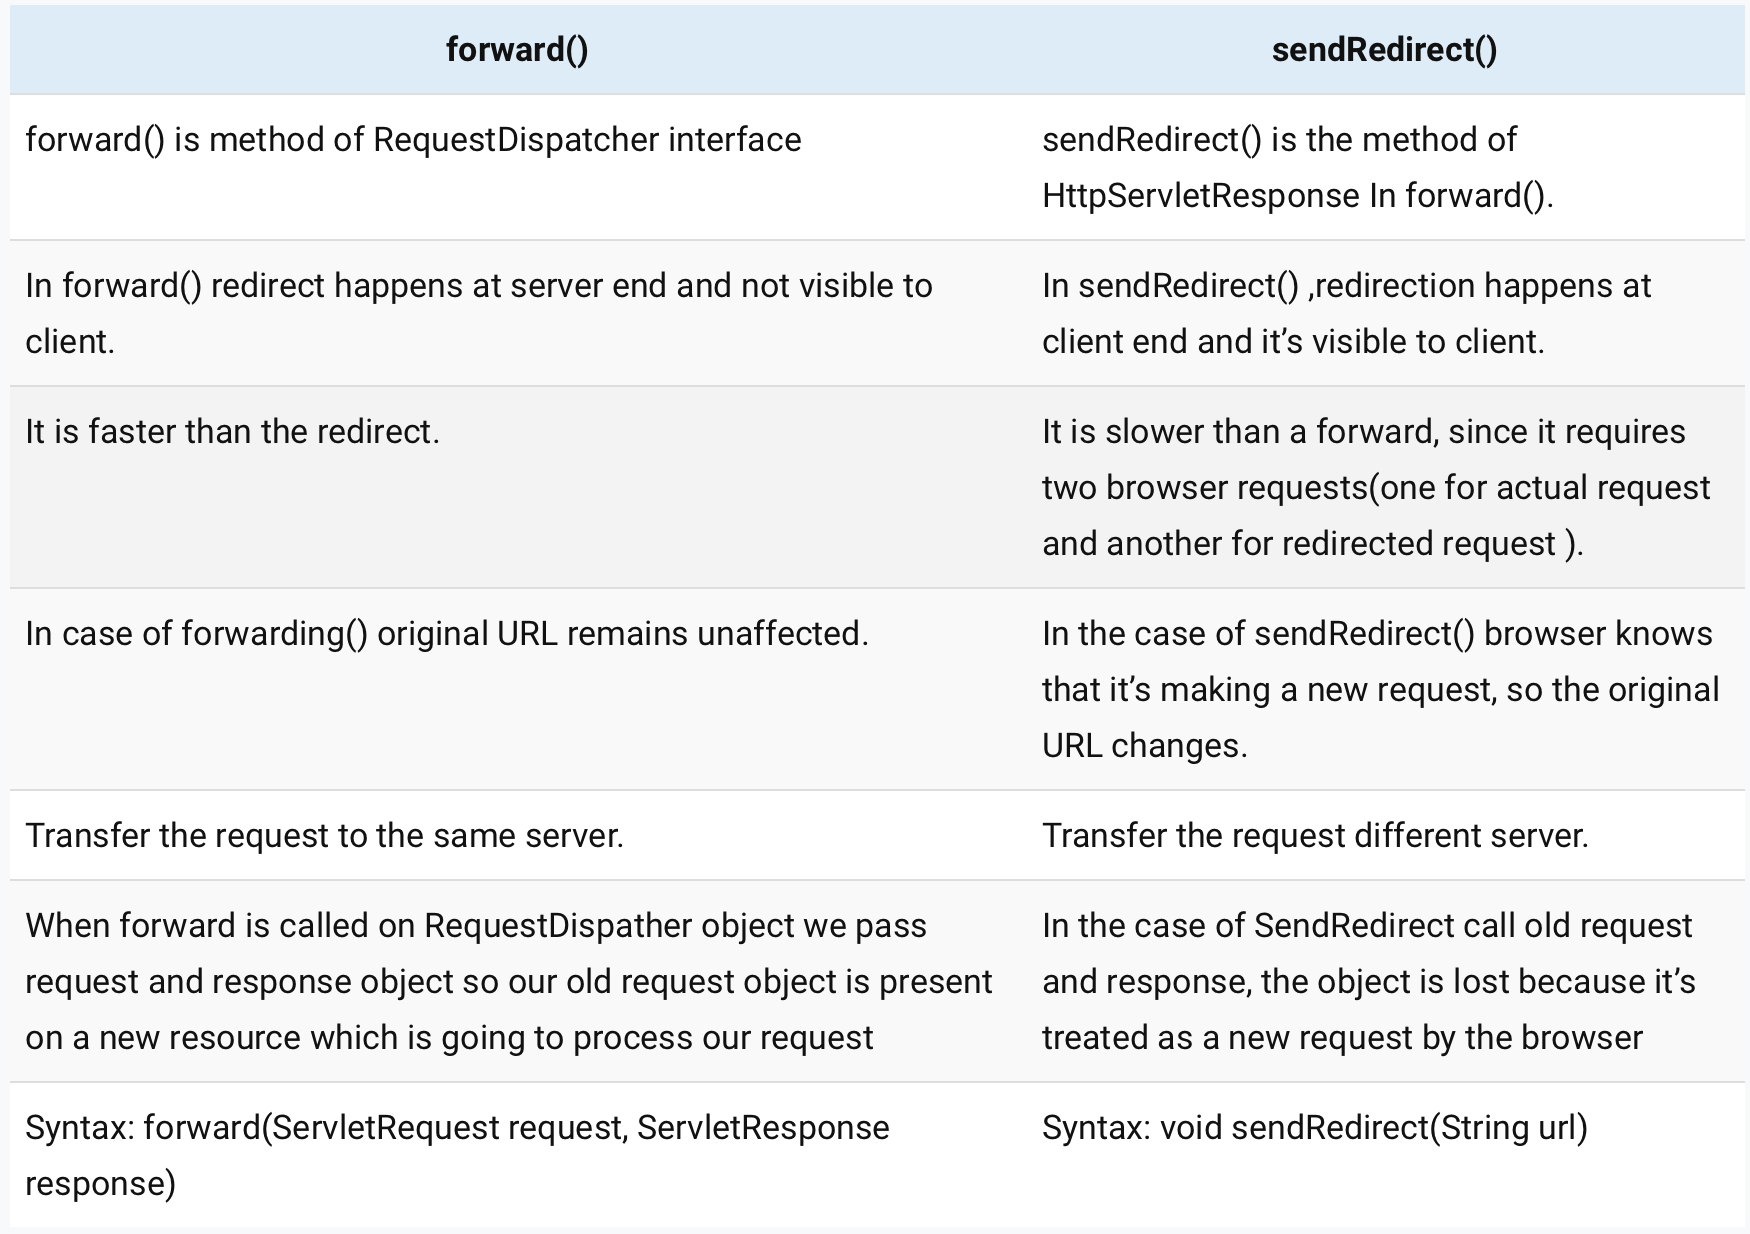 forward()
sendRedirect()
forward() is method of RequestDispatcher interface
sendRedirect() is the method of
HttpServletResponse In forward().
In forward() redirect happens at server end and not visible to
client.
In sendRedirect() ,redirection happens at
client end and it’s visible to client.
It is faster than the redirect.
It is slower than a forward, since it requires
two browser requests(one for actual request
and another for redirected request ).
In case of forwarding() original URL remains unaffected.
In the case of sendRedirect() browser knows
that it’s making a new request, so the original
URL changes.
Transfer the request to the same server.
Transfer the request different server.
When forward is called on RequestDispather object we pass
request and response object so our old request object is present
on a new resource which is going to process our request
In the case of SendRedirect call old request
and response, the object is lost because it’s
treated as a new request by the browser
Syntax: forward(ServletRequest request, ServletResponse
response)
Syntax: void sendRedirect(String url)